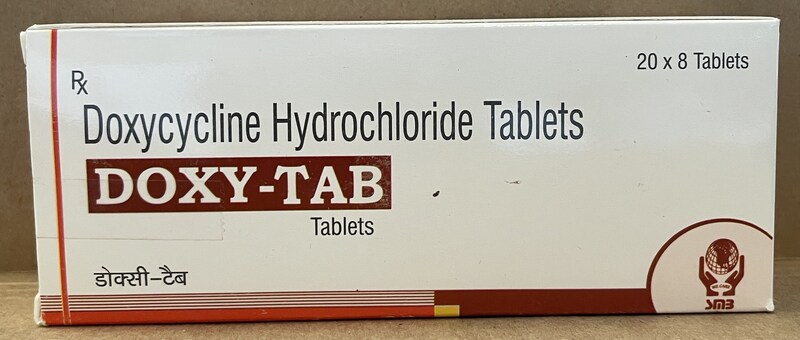 20 x 8 Tablets
Rx
Doxycycline Hydrochloride Tablets
DOXY-TAB
Tablets
डोक्सी-टैब
SMB